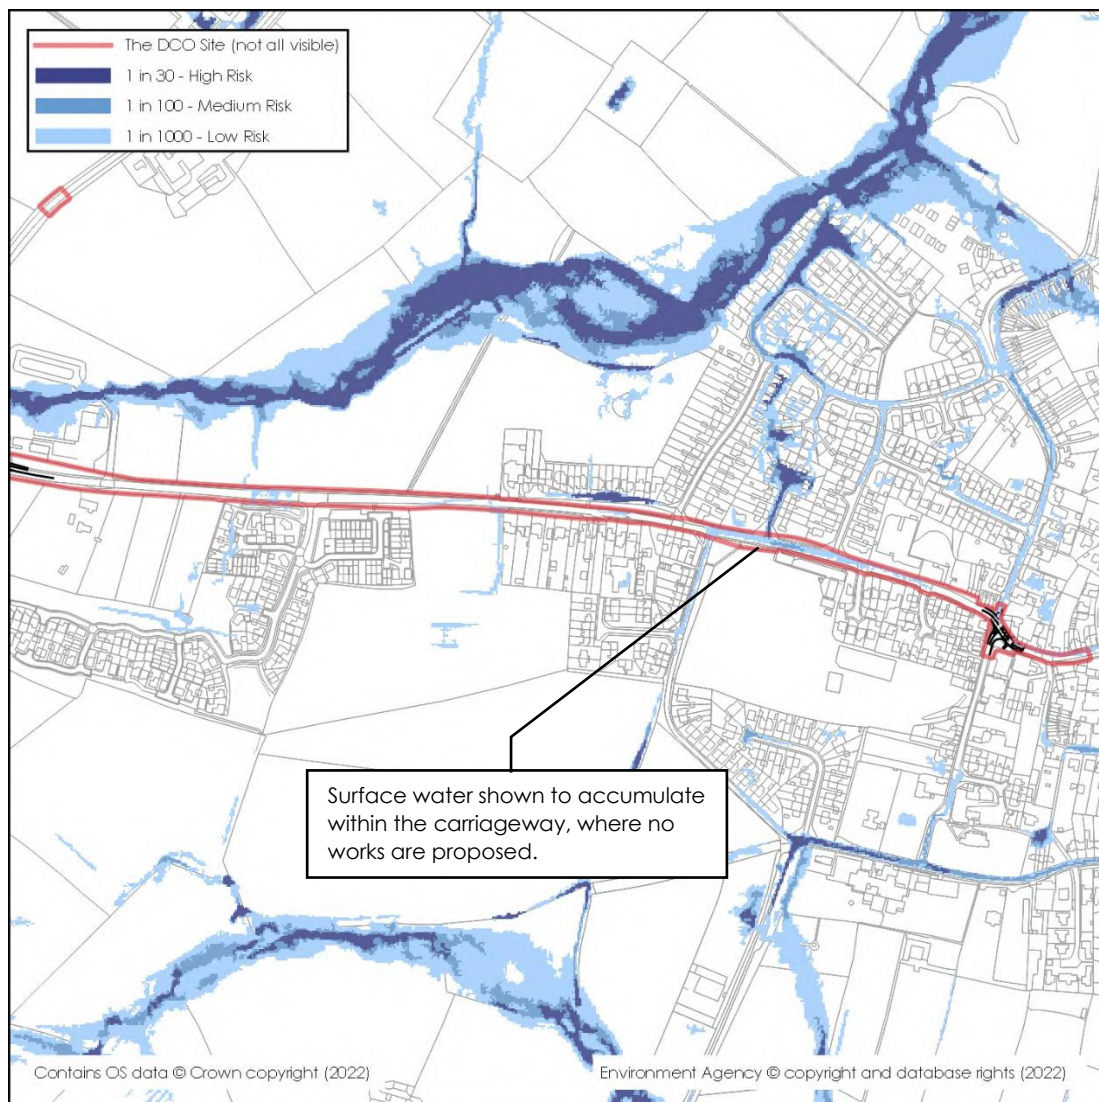 The DCO Site (not all visible)
1 in 30 - High Risk
1 in 100 - Medium Risk
1 in 1000 - Low Risk
Surface water shown to accumulate
within the carriageway, where no
works are proposed.
Contains OS data © Crown copyright (2022)
Environment Agency © copyright and database rights (2022)